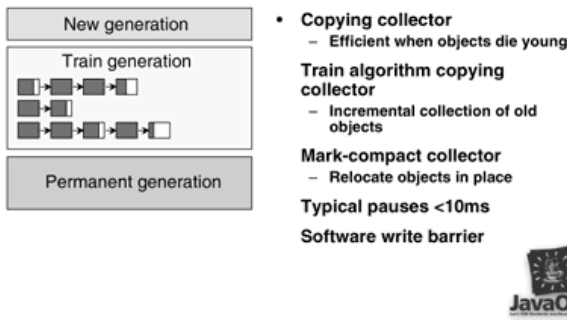 New generation
Train generation
Permanent generation
• Copying collector
– Efficient when objects die young
Train algorithm copying
collector
– Incremental collection of old
objects
Mark-compact collector
– Relocate objects in place
Typical pauses <10ms
Software write barrier
JavaO